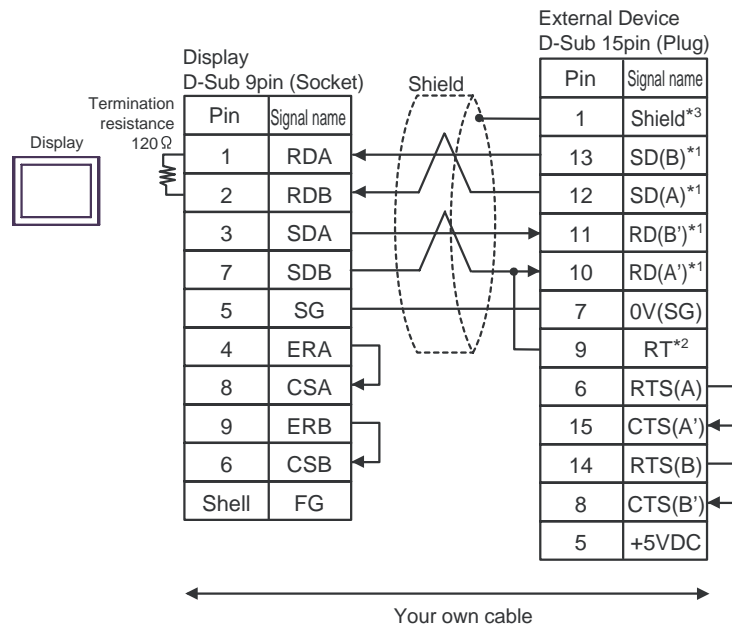 External Device
D-Sub 15pin (Plug)
Display
D-Sub 9pin (Socket)
Shield
Termination
resistance
120Ω
Display
Pin Signal name
1 RDA
2 RDB
3 SDA
7 SDB
5 SG
4 ERA
8 CSA
9 ERB
6 CSB
Shell FG
Pin Signal name
1 Shield*3
13 SD(B)*1
12 SD(A)*1
11 RD(B')*1
10 RD(A')*1
7 0V(SG)
9 RT*2
6 RTS(A)
15 CTS(A')
14 RTS(B)
8 CTS(B')
5 +5VDC
Your own cable